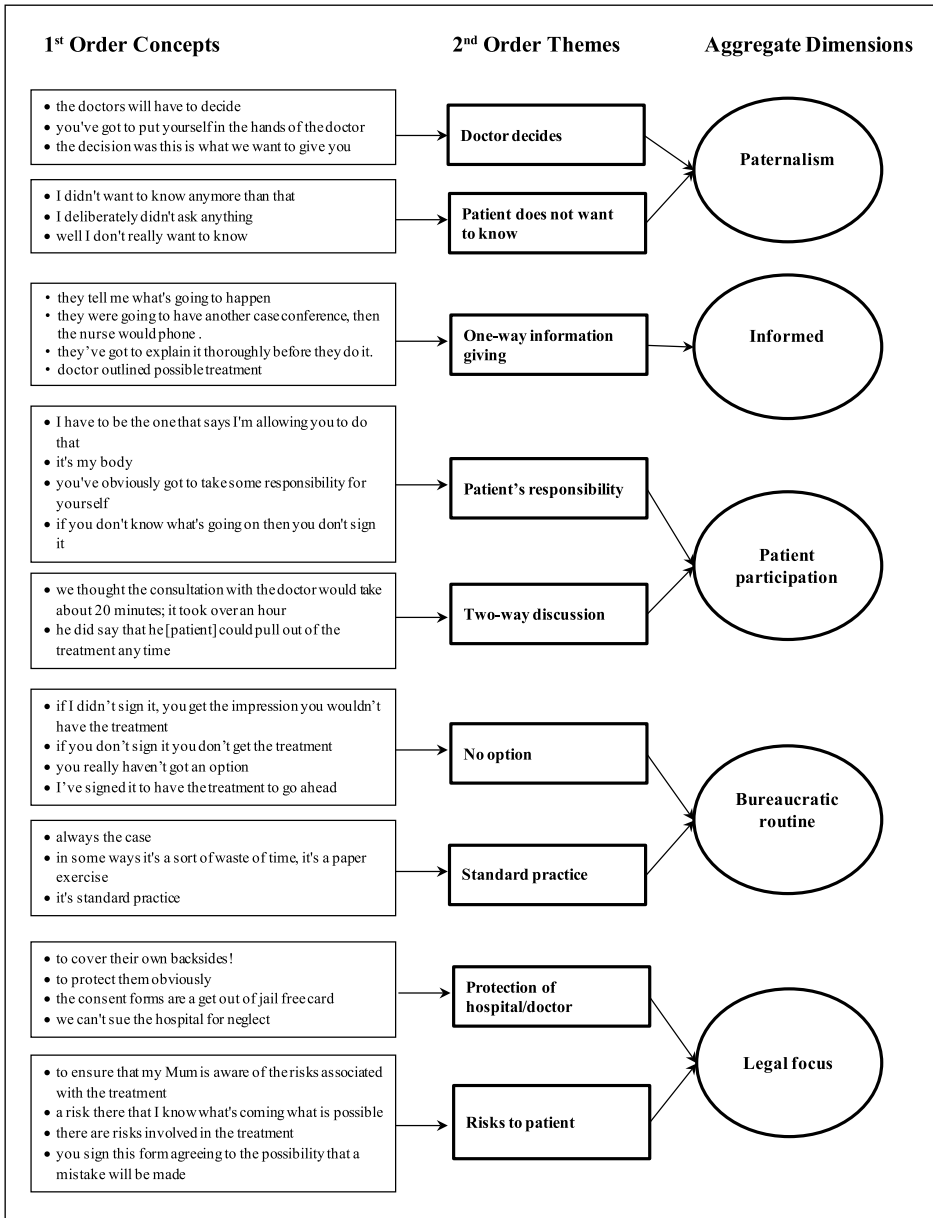 1st Order Concepts
2nd Order Themes
Aggregate Dimensions
• the doctors will have to decide
• you've got to put yourself in the hands of the doctor
• the decision was this is what we want to give you
Doctor decides
Paternalism
• I didn't want to know anymore than that
• I deliberately didn't ask anything
• well I don't really want to know
Patient does not want
to know
• they tell me what's going to happen
• they were going to have another case conference, then
the nurse would phone .
• they've got to explain it thoroughly before they do it.
• doctor outlined possible treatment
One-way information
giving
Informed
• I have to be the one that says I'm allowing you to do
that
• it's my body
• you've obviously got to take some responsibility for
yourself
• if you don't know what's going on then you don't sign
it
Patient's responsibility
Patient
participation
• we thought the consultation with the doctor would take
about 20 minutes; it took over an hour
• he did say that he [patient] could pull out of the
treatment any time
Two-way discussion
• if I didn't sign it, you get the impression you wouldn't
have the treatment
• if you don't sign it you don't get the treatment
• you really haven't got an option
• I've signed it to have the treatment to go ahead
No option
Bureaucratic
routine
• always the case
• in some ways it's a sort of waste of time, it's a paper
exercise
• it's standard practice
Standard practice
• to cover their own backsides!
• to protect them obviously
• the consent forms are a get out of jail free card
• we can't sue the hospital for neglect
Protection of
hospital/doctor
Legal focus
• to ensure that my Mum is aware of the risks associated
with the treatment
• a risk there that I know what's coming what is possible
• there are risks involved in the treatment
• you sign this form agreeing to the possibility that a
mistake will be made
Risks to patient